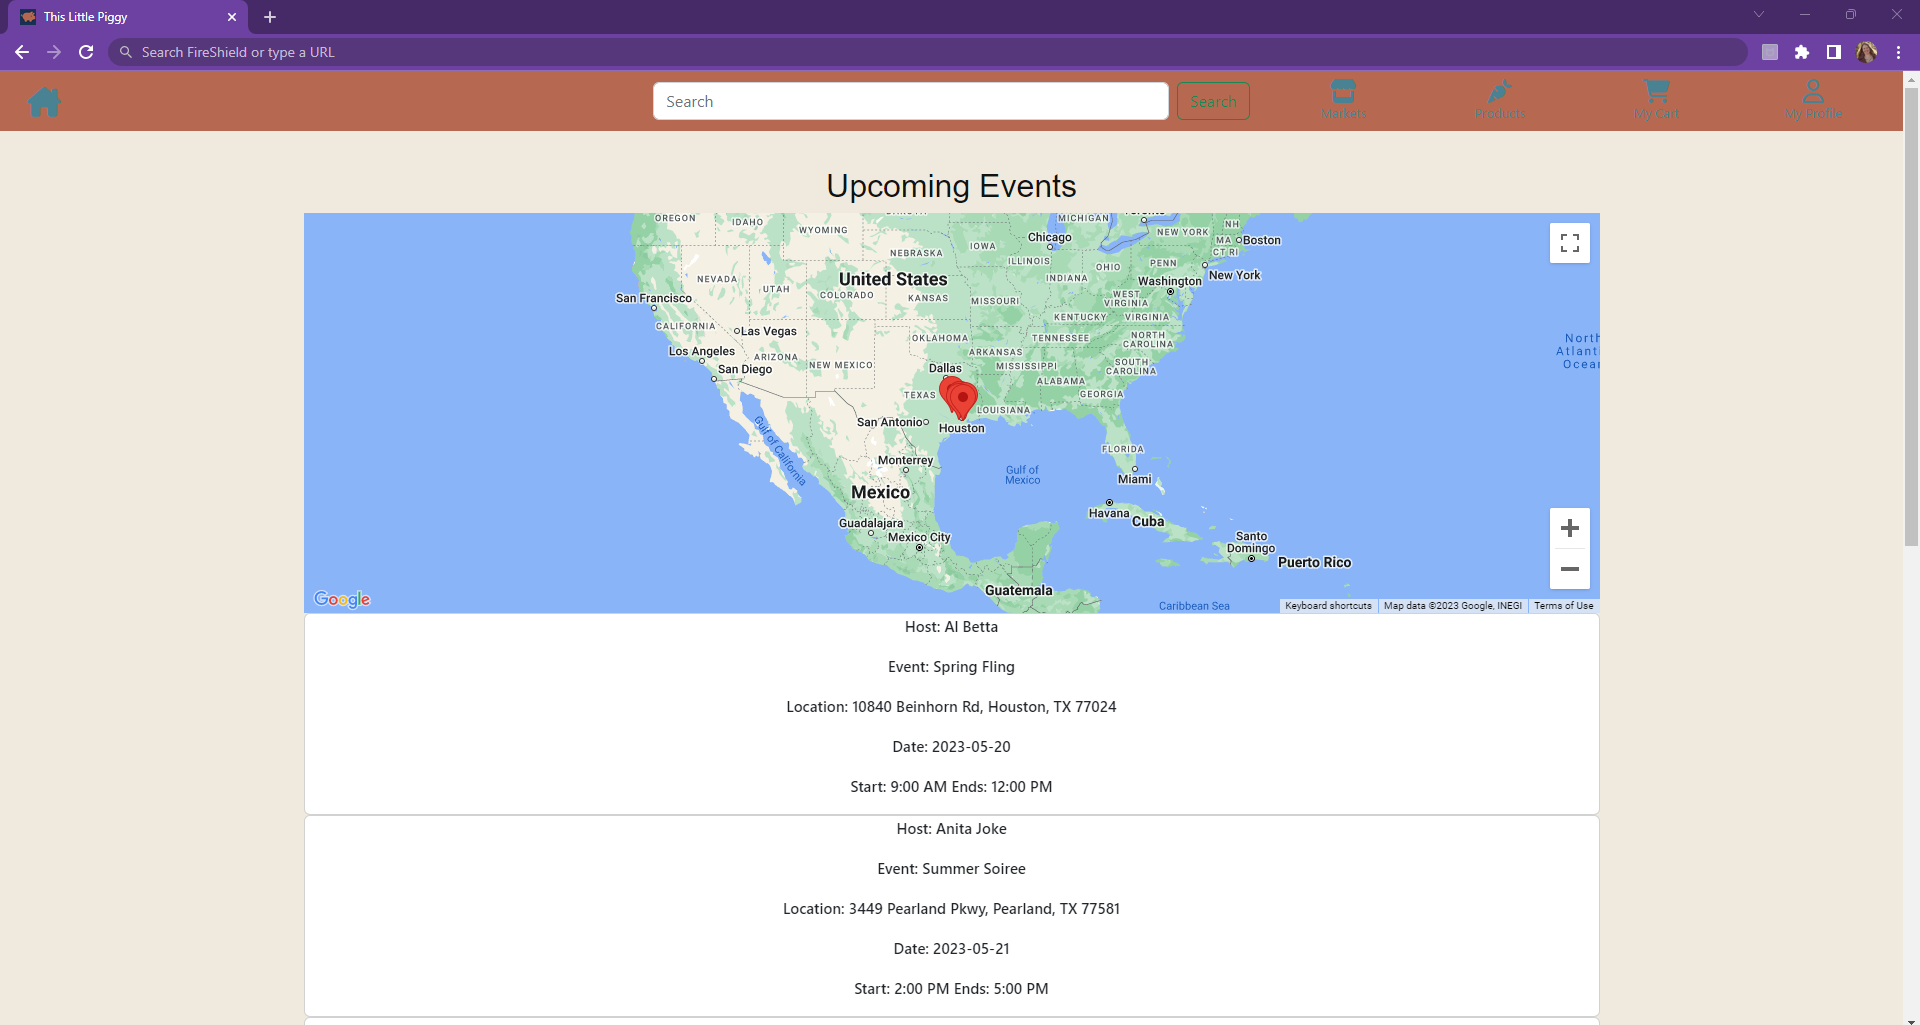 This Little Piggy
Search FireShield or type a URL
Search
Search
Markets
Products
My Cart
My Profile
Upcoming Events
OREGON
IDAHO
WYOMING
MICHIGAN
Chicago
NEW YORK
NH
MA
CT RI
Boston
NEBRASKA
IOWA
ILLINOIS
INDIANA
OHIO
PENN
New York
NEVADA
UTAH
United States
COLORADO
KANSAS
MISSOURI
Washington
WEST
VIRGINIA
San Francisco
KENTUCKY
VIRGINIA
CALIFORNIA
Las Vegas
OKLAHOMA
TENNESSEE
NORTH
CAROLINA
Los Angeles
ARIZONA
NEW MEXICO
ARKANSAS
MISSISSIPPI
SOUTH
CAROLINA
San Diego
Dallas
ALABAMA
TEXAS
LOUISIANA
GEORGIA
San Antonio
Houston
Gulf of California
Monterrey
Gulf of
Mexico
FLORIDA
Miami
Mexico
Guadalajara
Mexico City
Havana
Cuba
Santo
Domingo
Puerto Rico
Guatemala
Caribbean Sea
North
Atlant
Ocea
Google
Keyboard shortcuts
Map data ©2023 Google, INEGI
Terms of Use
Host: Al Betta
Event: Spring Fling
Location: 10840 Beinhorn Rd, Houston, TX 77024
Date: 2023-05-20
Start: 9:00 AM Ends: 12:00 PM
Host: Anita Joke
Event: Summer Soiree
Location: 3449 Pearland Pkwy, Pearland, TX 77581
Date: 2023-05-21
Start: 2:00 PM Ends: 5:00 PM